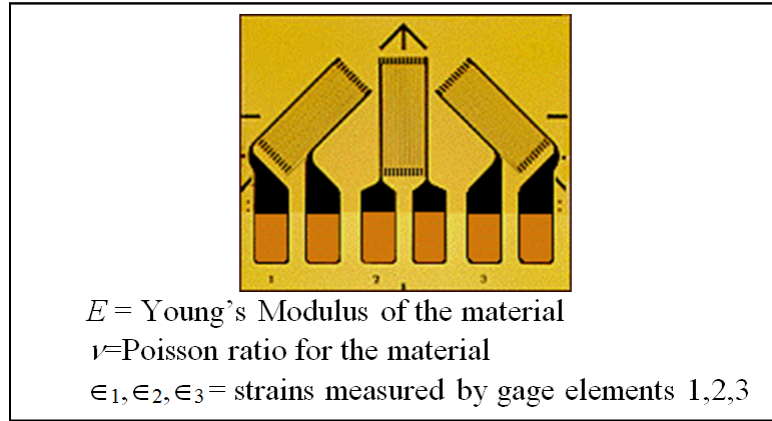 1 2 3
E = Young's Modulus of the material
ν=Poisson ratio for the material
∈1,∈2,∈3= strains measured by gage elements 1,2,3